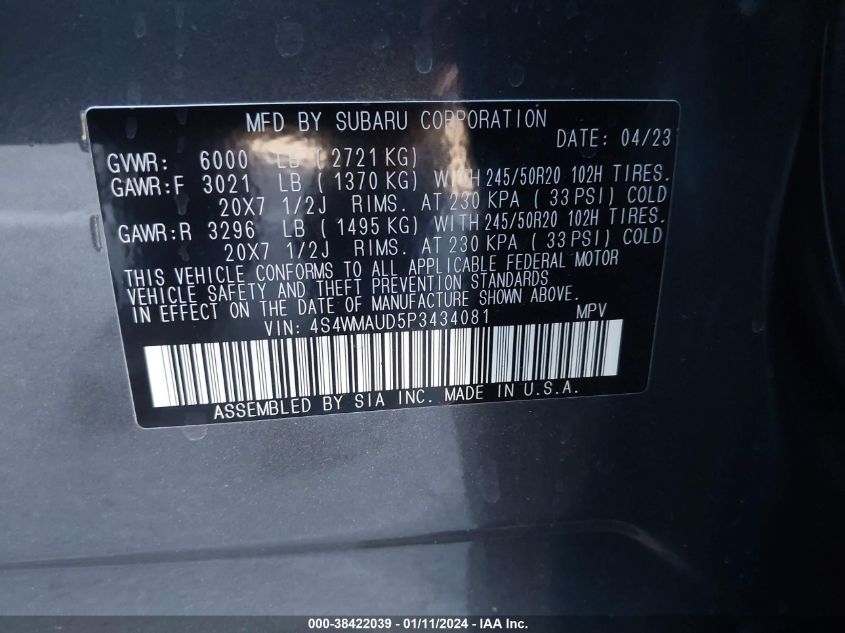 MFD BY SUBARU CORPORATION
DATE: 04/23
GVWR: 6000 LB ( 2721 KG)
GAWR:F 3021 LB ( 1370 KG) WITH 245/50R20 102H TIRES.
20X7 1/2J RIMS. AT 230 KPA ( 33 PSI) COLD
GAWR:R 3296 LB ( 1495 KG) WITH 245/50R20 102H TIRES.
20X7 1/2J RIMS. AT 230 KPA ( 33 PSI) COLD
THIS VEHICLE CONFORMS TO ALL APPLICABLE FEDERAL MOTOR
VEHICLE SAFETY AND THEFT PREVENTION STANDARDS
IN EFFECT ON THE DATE OF MANUFACTURE SHOWN ABOVE.
VIN: 4S4WMAUD5P3434081 MPV
ASSEMBLED BY SIA INC. MADE IN U.S.A.
000-38422039 - 01/11/2024 - IAA Inc.